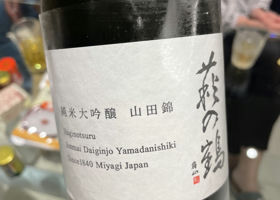 萩の鶴
純米大吟醸 山田錦
Haginotsuru
Junmai Daiginjo Yamadanishiki
Since1840 Miyagi Japan